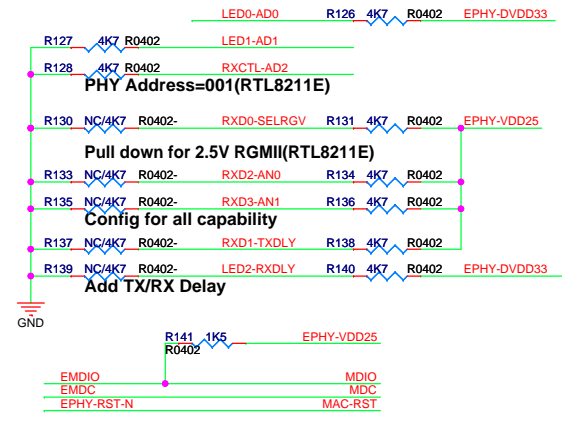 LED0-AD0 R126 4K7 R0402 EPHY-DVDD33
R127 4K7 R0402 LED1-AD1
R128 4K7 R0402 RXCTL-AD2
PHY Address=001(RTL8211E)
R130 NC/4K7 R0402- RXD0-SELRGV R131 4K7 R0402 EPHY-VDD25
Pull down for 2.5V RGMII(RTL8211E)
R133 NC/4K7 R0402- RXD2-AN0 R134 4K7 R0402
R135 NC/4K7 R0402- RXD3-AN1 R136 4K7 R0402
Config for all capability
R137 NC/4K7 R0402- RXD1-TXDLY R138 4K7 R0402
R139 NC/4K7 R0402- LED2-RXDLY R140 4K7 R0402 EPHY-DVDD33
Add TX/RX Delay
GND
R141 1K5 EPHY-VDD25
R0402
EMDIO MDIO
EMDC MDC
EPHY-RST-N MAC-RST